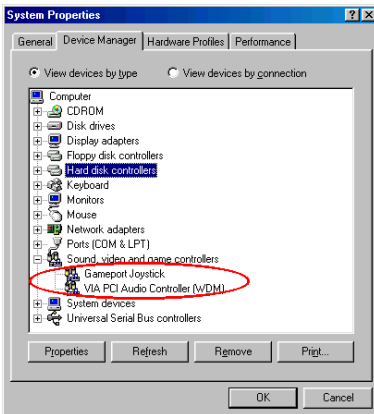 System Properties
General Device Manager Hardware Profiles Performance
View devices by type View devices by connection
Computer
CDROM
Disk drives
Display adapters
Floppy disk controllers
Hard disk controllers
Keyboard
Monitors
Mouse
Network adapters
Ports (COM & LPT)
Sound, video and game controllers
Gameport Joystick
VIA PCI Audio Controller (WDM)
System devices
Universal Serial Bus controllers
Properties Refresh Remove Print...
OK Cancel